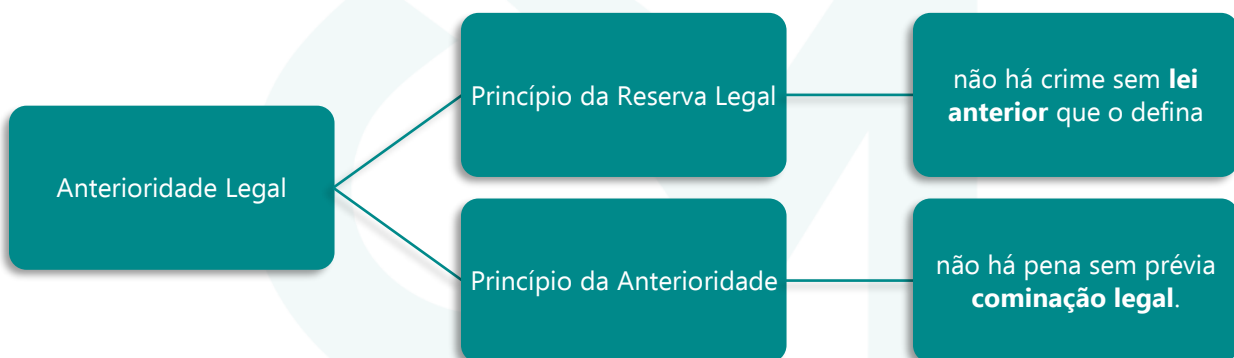 Anterioridade Legal
Princípio da Reserva Legal
não há crime sem lei
anterior que o defina
Princípio da Anterioridade
não há pena sem prévia
cominação legal.